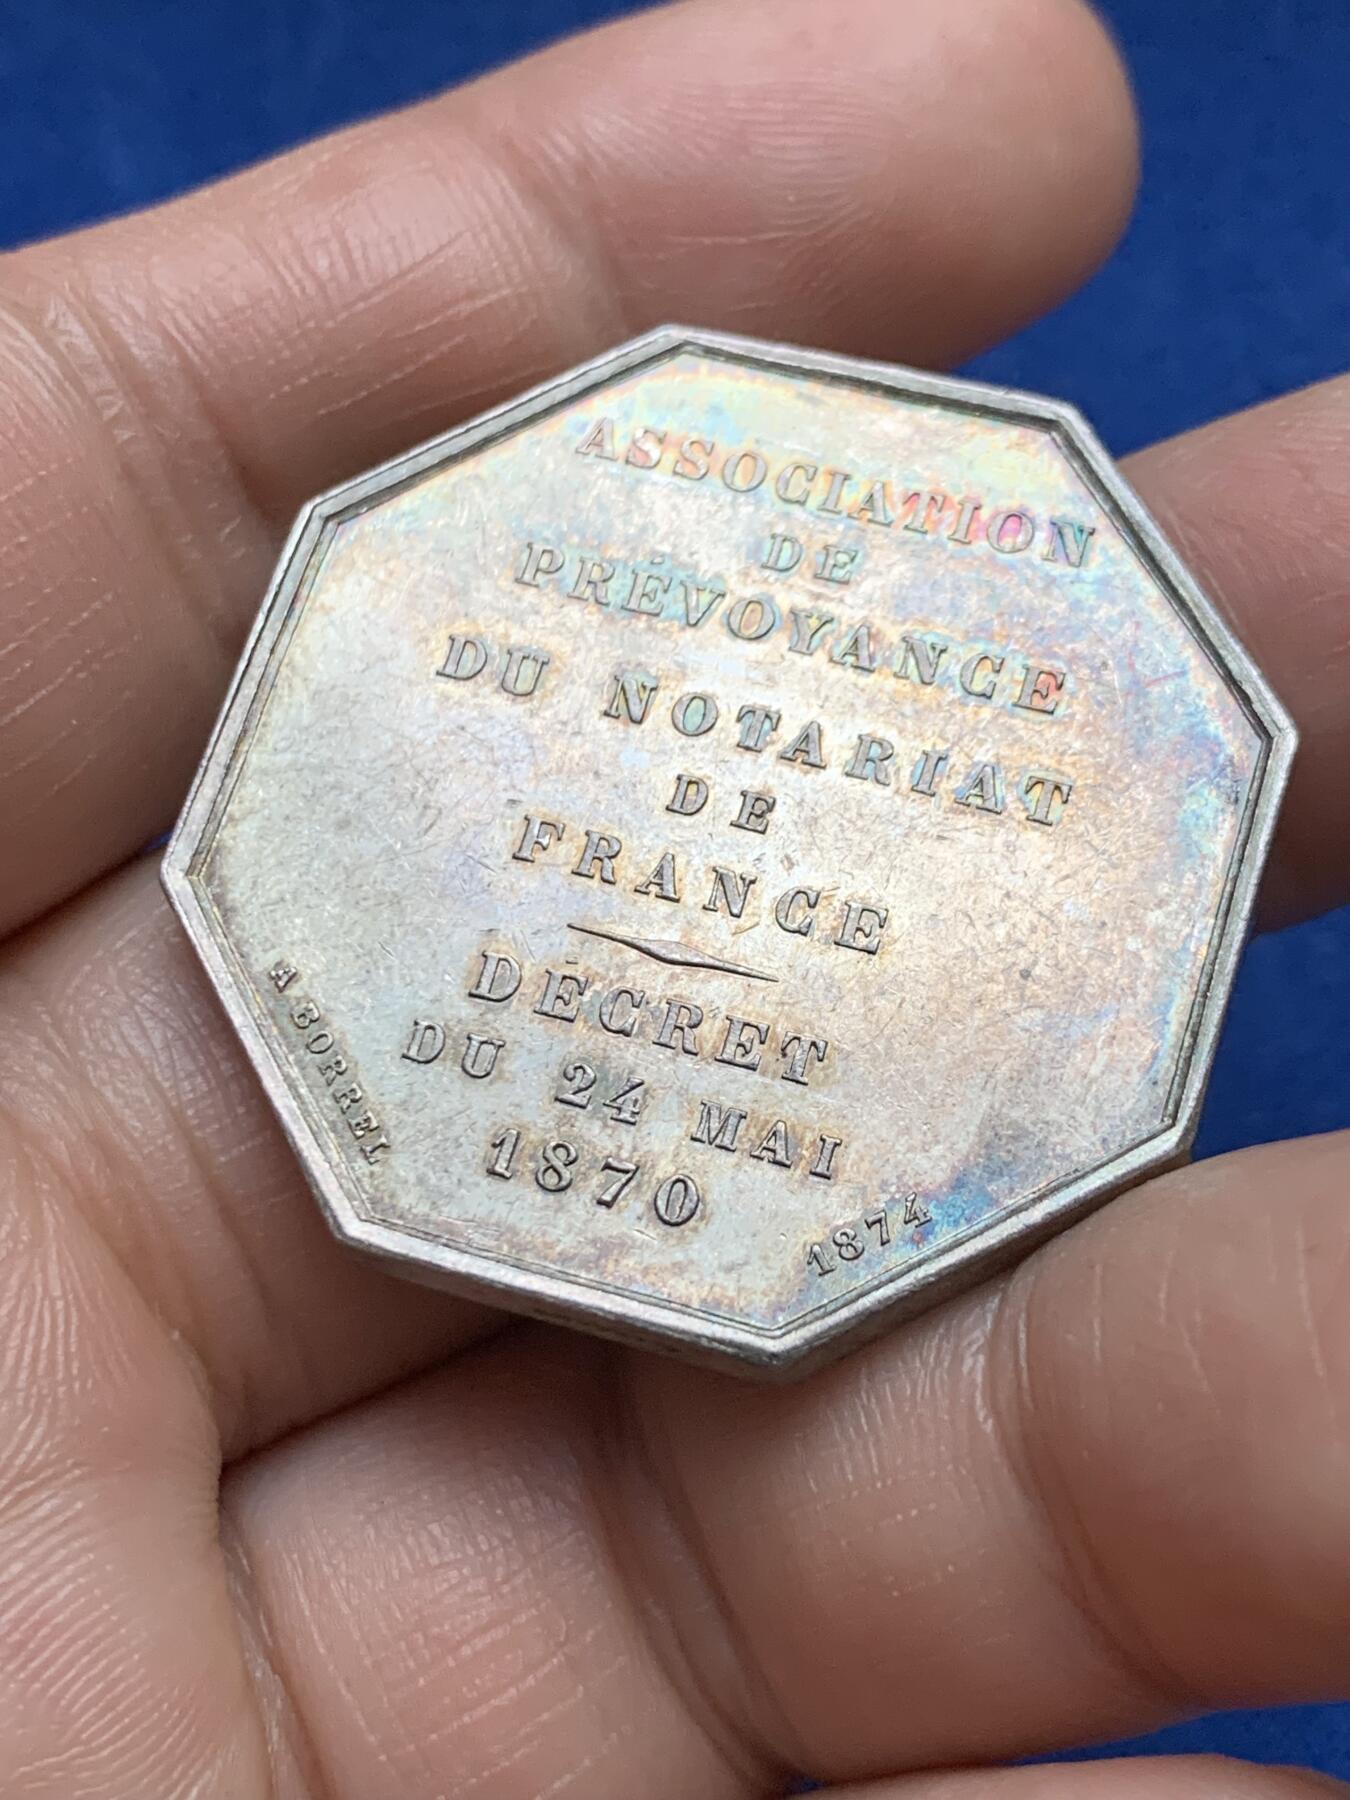 ASSOCIATION
DE
PRÉVOYANCE
DU NOTARIAT
DE
FRANCE
DÉCRET
DU 24 MAI
1870
A BORREL
1874